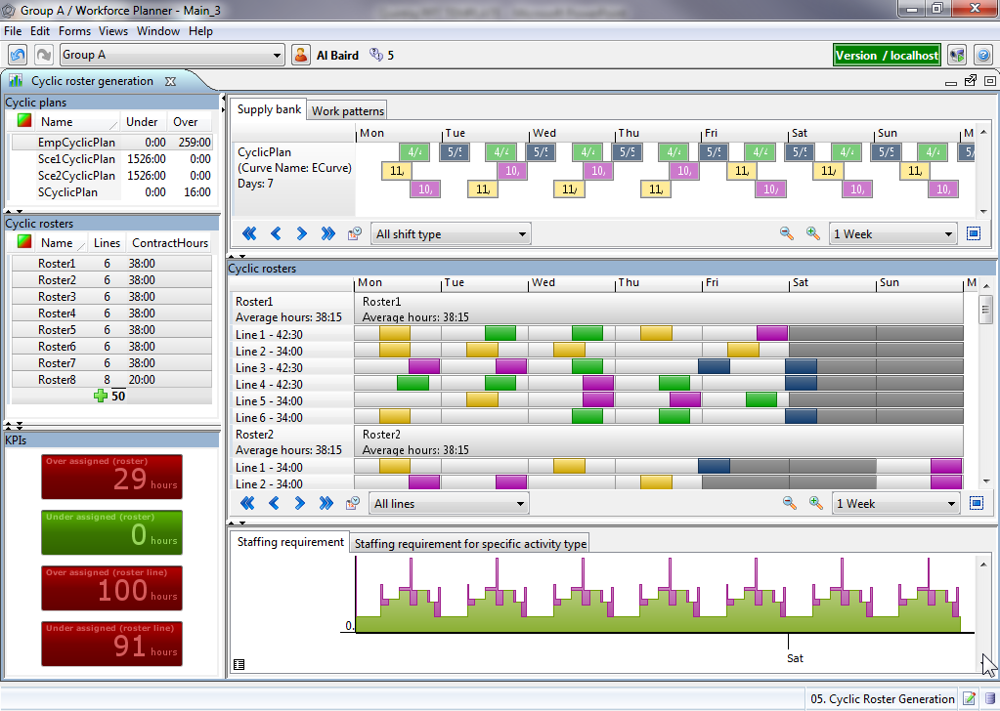 Group A / Workforce Planner - Main_3
File Edit Forms Views Window Help
Group A
Al Baird
5
Version / localhost
Cyclic roster generation
Cyclic plans
Name Under Over
EmpCyclicPlan 0:00 259:00
Sce1CyclicPlan 1526:00 0:00
Sce2CyclicPlan 1526:00 0:00
SCyclicPlan 0:00 16:00
Cyclic rosters
Name Lines ContractHours
Roster1 6 38:00
Roster2 6 38:00
Roster3 6 38:00
Roster4 6 38:00
Roster5 6 38:00
Roster6 6 38:00
Roster7 6 38:00
Roster8 8 20:00
50
KPIs
Over assigned (roster)
29 hours
Under assigned (roster)
0 hours
Over assigned (roster line)
100 hours
Under assigned (roster line)
91 hours
Supply bank Work patterns
Mon Tue Wed Thu Fri Sat Sun M
CyclicPlan
(Curve Name: ECurve)
Days: 7
4/4 5/5 4/4 5/5 4/4 5/5 4/4 5/5 4/4 5/5 4/4 5/5 4/4 5/
11, 10, 11, 10, 11, 10, 11, 10, 11, 10, 11, 10, 11, 10,
All shift type
1 Week
Cyclic rosters
Mon Tue Wed Thu Fri Sat Sun M
Roster1 Roster1
Average hours: 38:15 Average hours: 38:15
Line 1 - 42:30
Line 2 - 34:00
Line 3 - 42:30
Line 4 - 42:30
Line 5 - 34:00
Line 6 - 34:00
Roster2 Roster2
Average hours: 38:15 Average hours: 38:15
Line 1 - 34:00
Line 2 - 34:00
All lines
1 Week
Staffing requirement Staffing requirement for specific activity type
0.
Sat
05. Cyclic Roster Generation